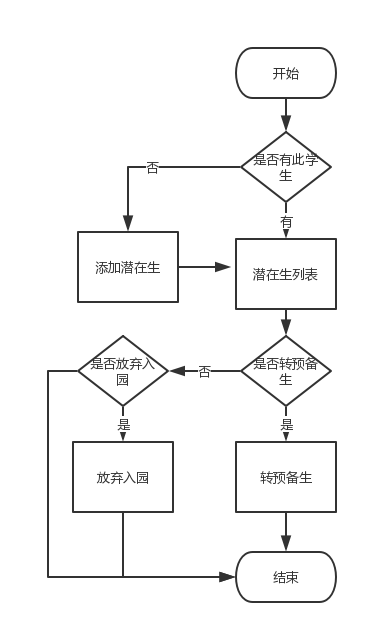 开始
是否有此学
生
否
有
添加潜在生
潜在生列表
是否放弃入
园
否
是否转预备
生
是
是
放弃入园
转预备生
结束